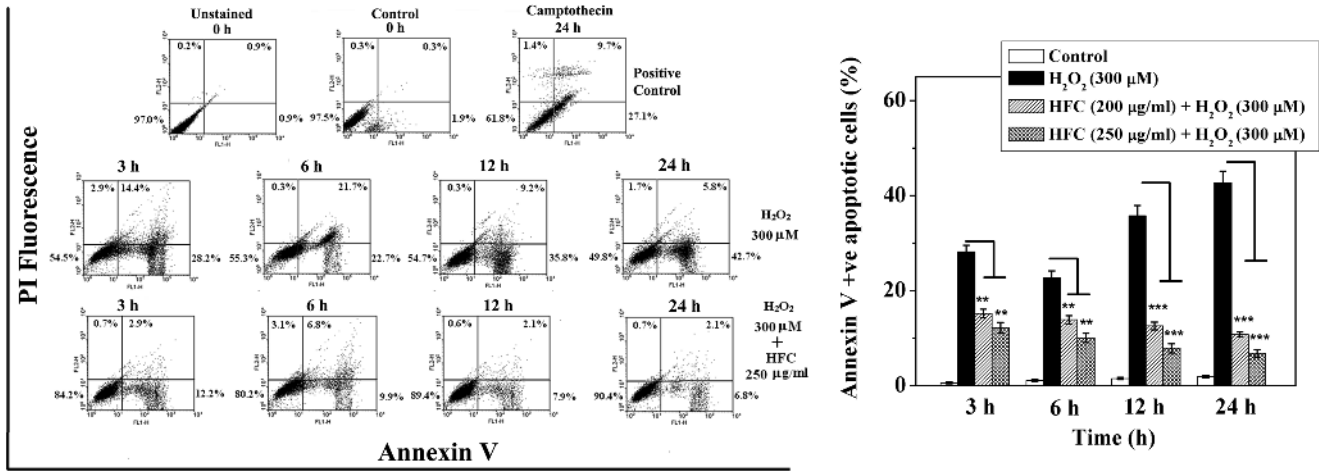 Unstained
0 h
Control
0 h
Camptothecin
24 h
0.2% 0.9%
0.3% 0.3%
1.4% 9.7%
97.0% 0.9%
97.5% 1.9%
61.8% 27.1%
Positive
Control
3 h 6 h 12 h 24 h
2.9% 14.4%
0.3% 21.7%
0.3% 9.2%
1.7% 5.8%
54.5% 28.2%
55.3% 22.7%
54.7% 35.8%
49.8% 42.7%
H₂O₂
300 µM
3 h 6 h 12 h 24 h
0.7% 2.9%
3.1% 6.8%
0.6% 2.1%
0.7% 2.1%
84.2% 12.2%
80.2% 9.9%
89.4% 7.9%
90.4% 6.8%
H₂O₂
300 µM
+
HFC
250 µg/ml
FL1-H
FL2-H
PI Fluorescence
Annexin V
Control
H₂O₂ (300 µM)
HFC (200 µg/ml) + H₂O₂ (300 µM)
HFC (250 µg/ml) + H₂O₂ (300 µM)
Annexin V +ve apoptotic cells (%)
60
40
20
0
** ** ** ** *** *** *** ***
3 h 6 h 12 h 24 h
Time (h)